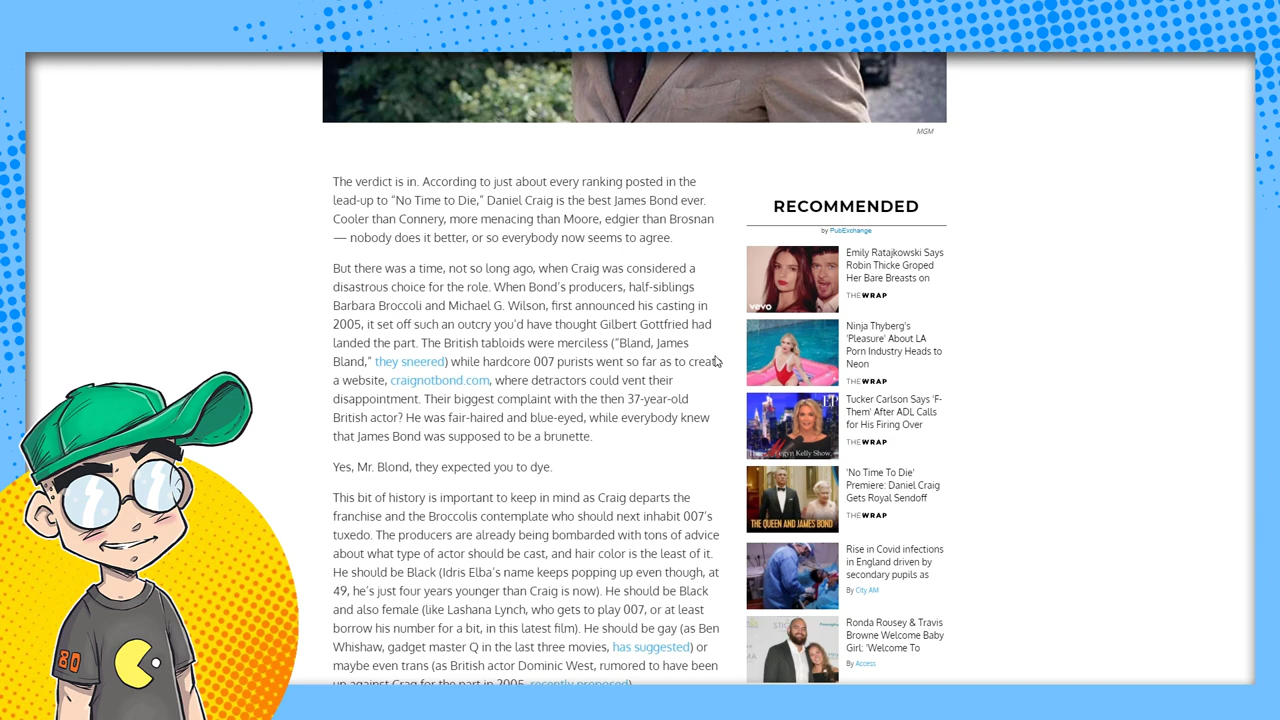 MGM
The verdict is in. According to just about every ranking posted in the
lead-up to “No Time to Die,” Daniel Craig is the best James Bond ever.
Cooler than Connery, more menacing than Moore, edgier than Brosnan
— nobody does it better, or so everybody now seems to agree.
But there was a time, not so long ago, when Craig was considered a
disastrous choice for the role. When Bond’s producers, half-siblings
Barbara Broccoli and Michael G. Wilson, first announced his casting in
2005, it set off such an outcry you’d have thought Gilbert Gottfried had
landed the part. The British tabloids were merciless (“Bland, James
Bland,” they sneered) while hardcore 007 purists went so far as to create
a website, craignotbond.com, where detractors could vent their
disappointment. Their biggest complaint with the then 37-year-old
British actor? He was fair-haired and blue-eyed, while everybody knew
that James Bond was supposed to be a brunette.
Yes, Mr. Blond, they expected you to dye.
This bit of history is important to keep in mind as Craig departs the
franchise and the Broccolis contemplate who should next inhabit 007’s
tuxedo. The producers are already being bombarded with tons of advice
about what type of actor should be cast, and hair color is the least of it.
He should be Black (Idris Elba’s name keeps popping up even though, at
49, he’s just four years younger than Craig is now). He should be Black
and also female (like Lashana Lynch, who gets to play 007, or at least
borrow his number for a bit, in this latest film). He should be gay (as Ben
Whishaw, gadget master Q in the last three movies, has suggested) or
maybe even trans (as British actor Dominic West, rumored to have been
up against Crag for the part in 2005, recently proposed).
RECOMMENDED
by PubExchange
vevo
Emily Ratajkowski Says
Robin Thicke Groped
Her Bare Breasts on
THEWRAP
Ninja Thyberg's
'Pleasure' About LA
Porn Industry Heads to
Neon
THEWRAP
EP
Megyn Kelly Show,
Tucker Carlson Says 'F-
Them' After ADL Calls
for His Firing Over
THEWRAP
THE QUEEN AND JAMES BOND
'No Time To Die'
Premiere: Daniel Craig
Gets Royal Sendoff
THEWRAP
Rise in Covid infections
in England driven by
secondary pupils as
By City AM
Ronda Rousey & Travis
Browne Welcome Baby
Girl: 'Welcome To
By Access
80